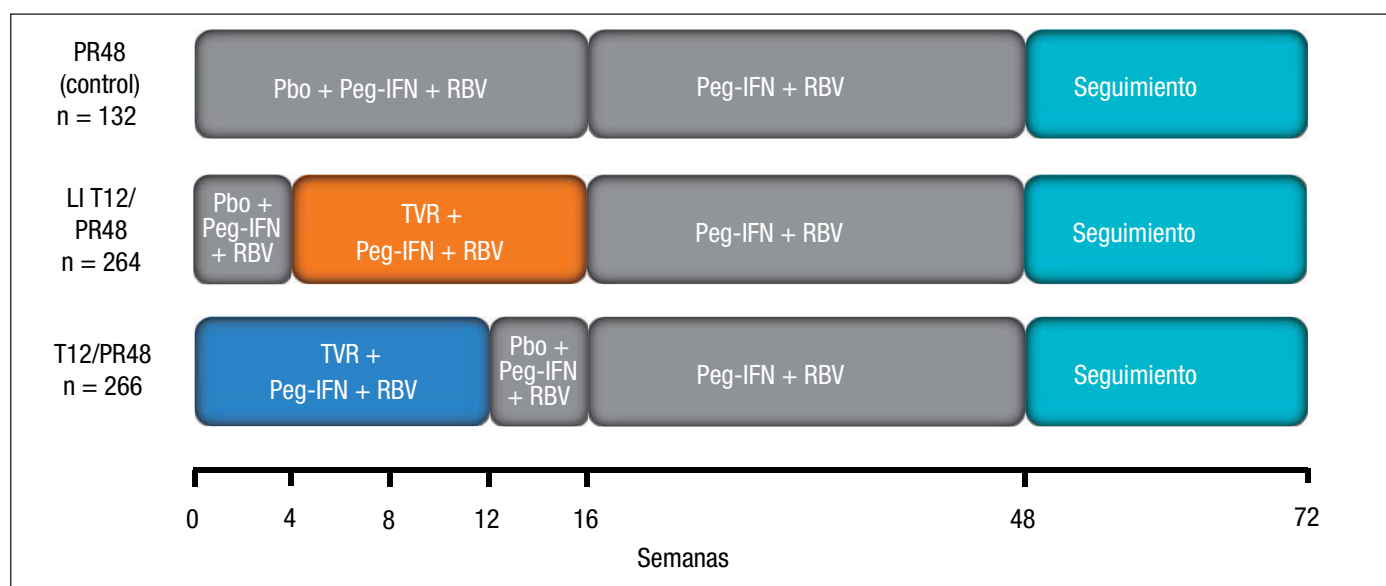 PR48
(control)
n = 132
Pbo + Peg-IFN + RBV
Peg-IFN + RBV
Seguimiento
LI T12/
PR48
n = 264
Pbo +
Peg-IFN
+ RBV
TVR +
Peg-IFN + RBV
Peg-IFN + RBV
Seguimiento
T12/PR48
n = 266
TVR +
Peg-IFN + RBV
Pbo +
Peg-IFN
+ RBV
Peg-IFN + RBV
Seguimiento
0 4 8 12 16 48 72
Semanas